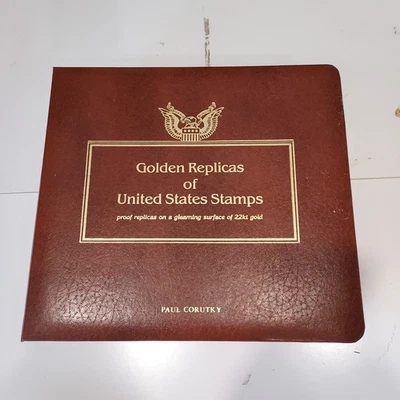 Golden Replicas
of
United States Stamps
proof replicas on a gleaming surface of 22kt gold
PAUL CORUTKY